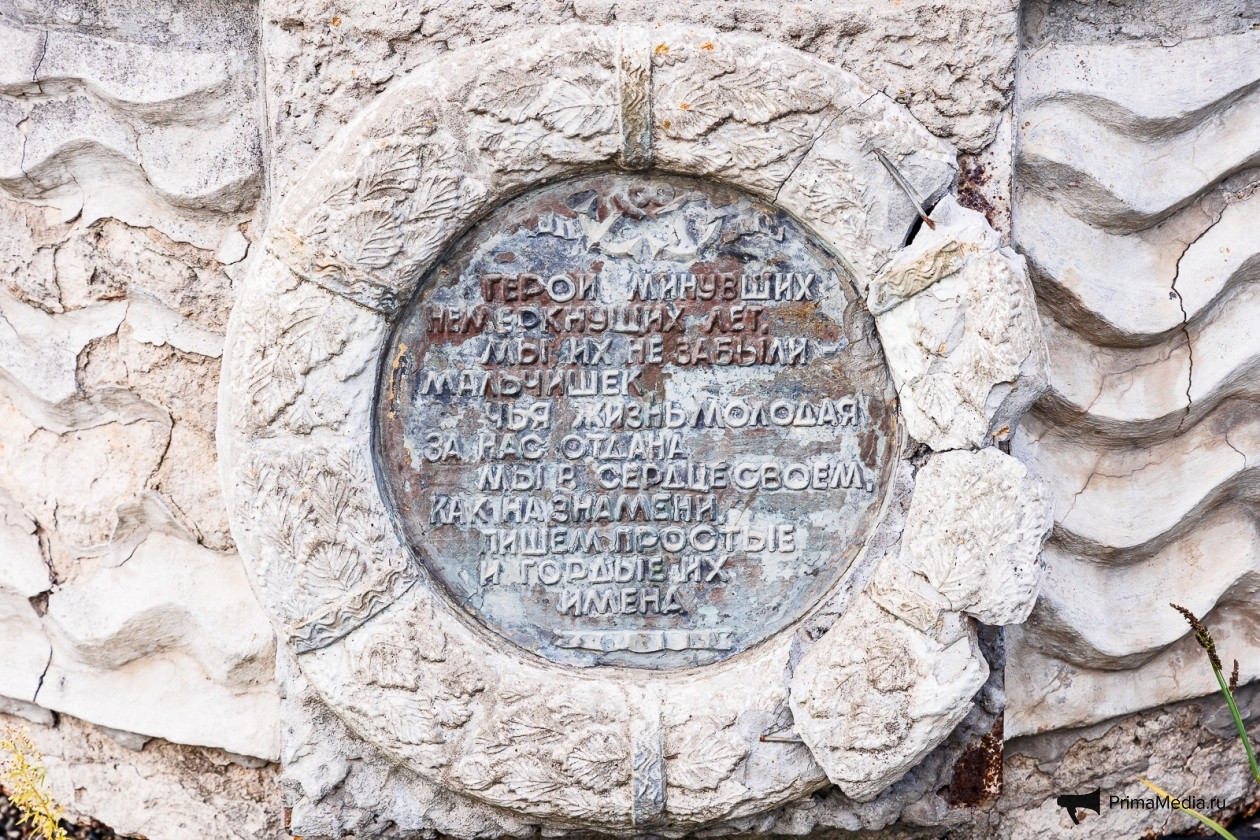 ГЕРОИ МИНУВШИХ
НЕМЕРКНУЩИХ ЛЕТ,
МЫ ИХ НЕ ЗАБЫЛИ
МАЛЬЧИШЕК
ЧЬЯ ЖИЗНЬ МОЛОДАЯ
ЗА НАС ОТДАНА
МЫ В СЕРДЦЕ СВОЕМ,
КАК НА ЗНАМЕНИ,
ПИШЕМ ПРОСТЫЕ
И ГОРДЫЕ ИХ
ИМЕНА
PrimaMedia.ru